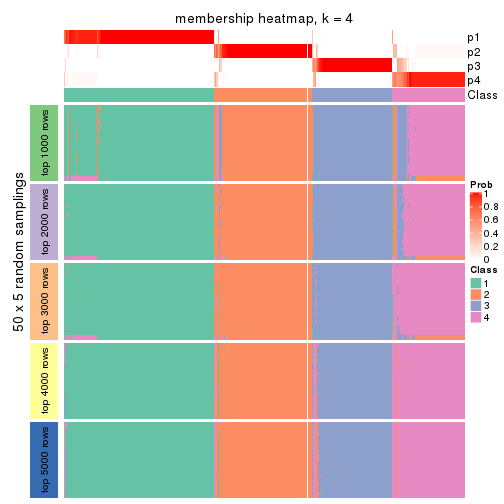 membership heatmap, k = 4
p1
p2
p3
p4
Class
50 x 5 random samplings
top 1000 rows
top 2000 rows
top 3000 rows
top 4000 rows
top 5000 rows
Prob
1
0.8
0.6
0.4
0.2
0
Class
1
2
3
4